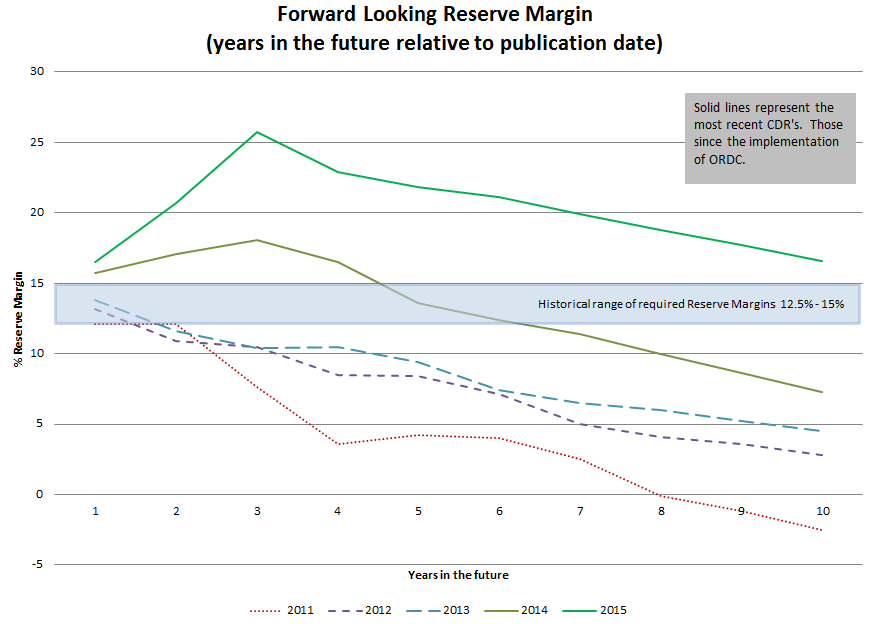 Forward Looking Reserve Margin
(years in the future relative to publication date)
30
Solid lines represent the
most recent CDR's. Those
since the implementation
of ORDC.
25
20
15
Historical range of required Reserve Margins 12.5%- 15%
% Reserve Margin
10
5
0
1 2 3 4 5 6 7 8 9 10
-5
Years in the future
2011 2012 2013 2014 2015